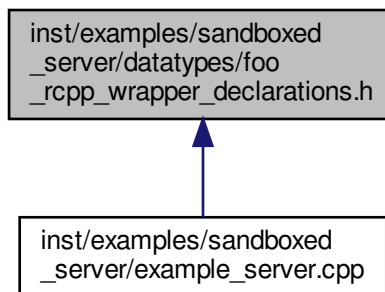 inst/examples/sandboxed
_server/datatypes/foo
_rcpp_wrapper_declarations.h
inst/examples/sandboxed
_server/example_server.cpp